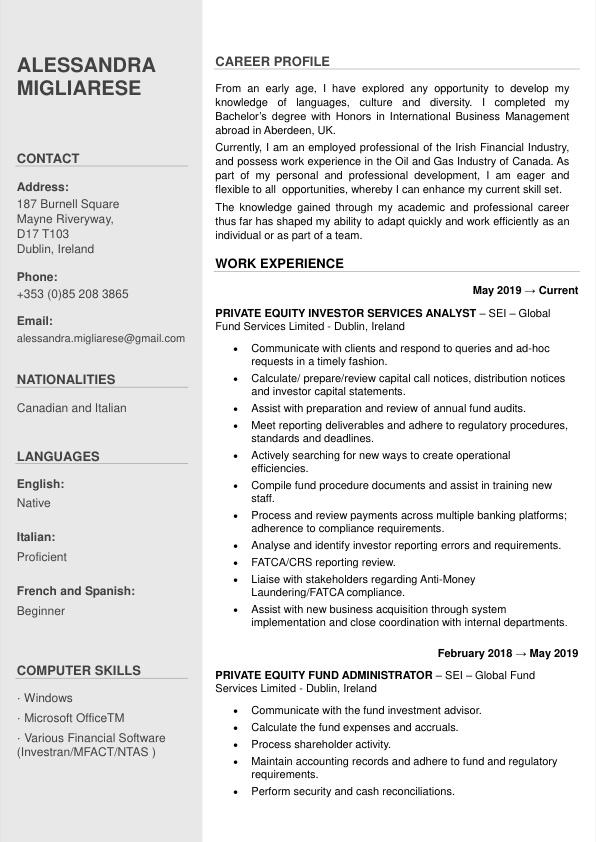 ALESSANDRA
MIGLIARESE
CONTACT
Address:
187 Burnell Square
Mayne Riveryway,
D17 T103
Dublin, Ireland
Phone:
+353 (0)85 208 3865
Email:
alessandra.migliarese@gmail.com
NATIONALITIES
Canadian and Italian
LANGUAGES
English:
Native
Italian:
Proficient
French and Spanish:
Beginner
COMPUTER SKILLS
· Windows
· Microsoft OfficeTM
· Various Financial Software
(Investran/MFACT/NTAS )
CAREER PROFILE
From an early age, I have explored any opportunity to develop my
knowledge of languages, culture and diversity. I completed my
Bachelor’s degree with Honors in International Business Management
abroad in Aberdeen, UK.
Currently, I am an employed professional of the Irish Financial Industry,
and possess work experience in the Oil and Gas Industry of Canada. As
part of my personal and professional development, I am eager and
flexible to all  opportunities, whereby I can enhance my current skill set.
The knowledge gained through my academic and professional career
thus far has shaped my ability to adapt quickly and work efficiently as an
individual or as part of a team.
WORK EXPERIENCE
May 2019 → Current
PRIVATE EQUITY INVESTOR SERVICES ANALYST – SEI – Global
Fund Services Limited - Dublin, Ireland
• Communicate with clients and respond to queries and ad-hoc
requests in a timely fashion.
• Calculate/ prepare/review capital call notices, distribution notices
and investor capital statements.
• Assist with preparation and review of annual fund audits.
• Meet reporting deliverables and adhere to regulatory procedures,
standards and deadlines.
• Actively searching for new ways to create operational
efficiencies.
• Compile fund procedure documents and assist in training new
staff.
• Process and review payments across multiple banking platforms;
adherence to compliance requirements.
• Analyse and identify investor reporting errors and requirements.
• FATCA/CRS reporting review.
• Liaise with stakeholders regarding Anti-Money
Laundering/FATCA compliance.
• Assist with new business acquisition through system
implementation and close coordination with internal departments.
February 2018 → May 2019
PRIVATE EQUITY FUND ADMINISTRATOR – SEI – Global Fund
Services Limited - Dublin, Ireland
• Communicate with the fund investment advisor.
• Calculate the fund expenses and accruals.
• Process shareholder activity.
• Maintain accounting records and adhere to fund and regulatory
requirements.
• Perform security and cash reconciliations.